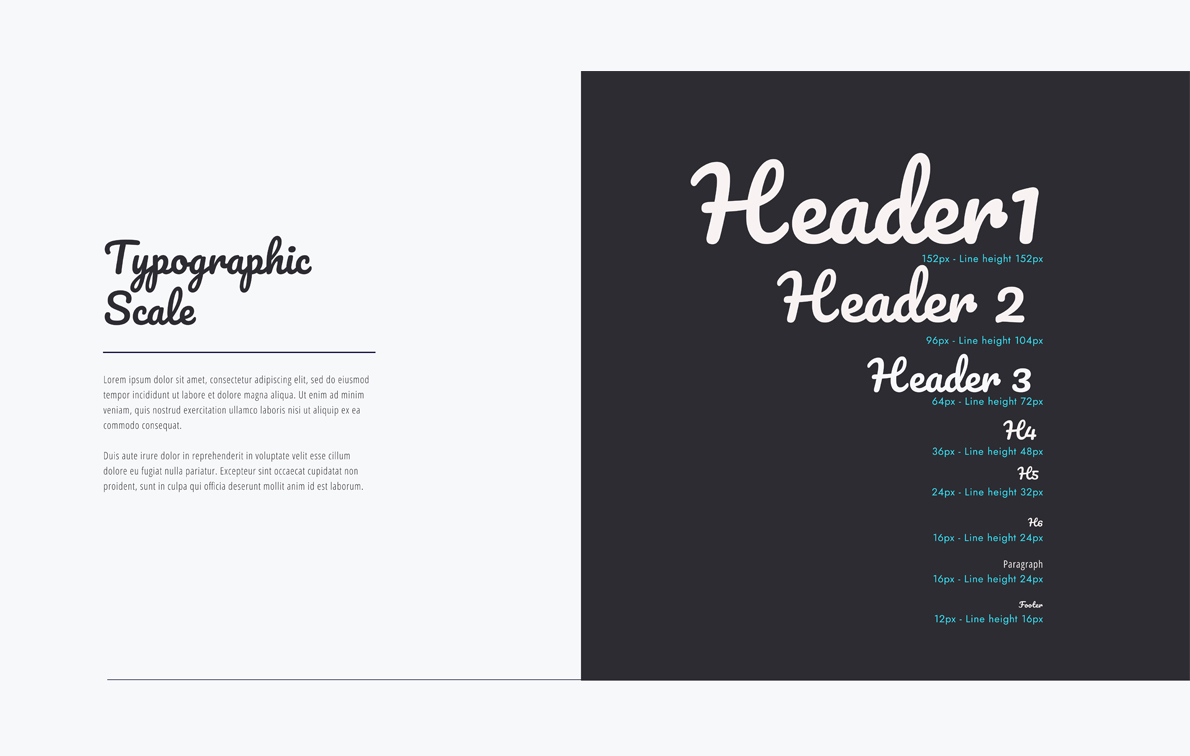 Typographic
Scale
Lorem ipsum dolor sit amet, consectetur adipiscing elit, sed do eiusmod
tempor incididunt ut labore et dolore magna aliqua. Ut enim ad minim
veniam, quis nostrud exercitation ullamco laboris nisi ut aliquip ex ea
commodo consequat.
Duis aute irure dolor in reprehenderit in voluptate velit esse cillum
dolore eu fugiat nulla pariatur. Excepteur sint occaecat cupidatat non
proident, sunt in culpa qui officia deserunt mollit anim id est laborum.
Header1
152px - Line height 152px
Header 2
96px - Line height 104px
Header 3
64px - Line height 72px
H4
36px - Line height 48px
H5
24px - Line height 32px
H6
16px - Line height 24px
Paragraph
16px - Line height 24px
Footer
12px - Line height 16px